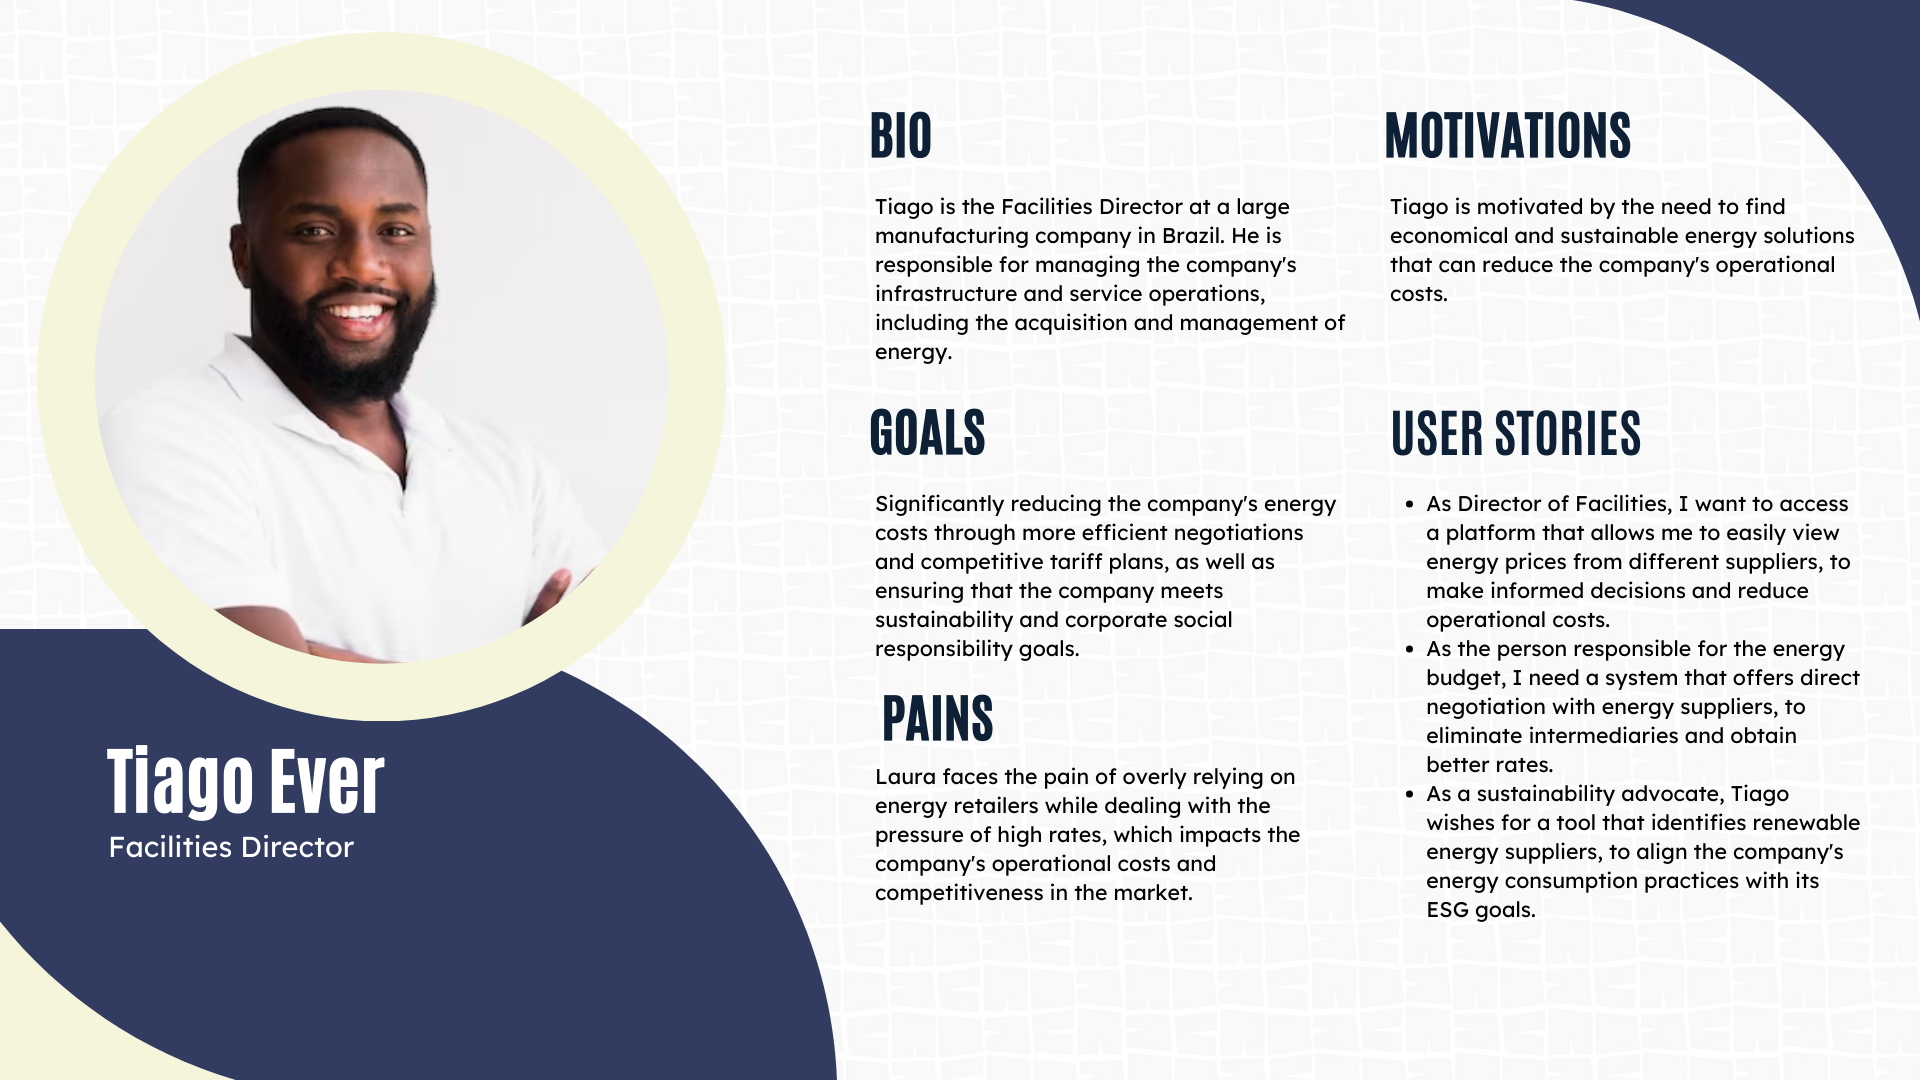 Tiago Ever
Facilities Director
BIO
Tiago is the Facilities Director at a large
manufacturing company in Brazil. He is
responsible for managing the company's
infrastructure and service operations,
including the acquisition and management of
energy.
GOALS
Significantly reducing the company's energy
costs through more efficient negotiations
and competitive tariff plans, as well as
ensuring that the company meets
sustainability and corporate social
responsibility goals.
PAINS
Laura faces the pain of overly relying on
energy retailers while dealing with the
pressure of high rates, which impacts the
company's operational costs and
competitiveness in the market.
MOTIVATIONS
Tiago is motivated by the need to find
economical and sustainable energy solutions
that can reduce the company's operational
costs.
USER STORIES
• As Director of Facilities, I want to access
a platform that allows me to easily view
energy prices from different suppliers, to
make informed decisions and reduce
operational costs.
• As the person responsible for the energy
budget, I need a system that offers direct
negotiation with energy suppliers, to
eliminate intermediaries and obtain
better rates.
• As a sustainability advocate, Tiago
wishes for a tool that identifies renewable
energy suppliers, to align the company's
energy consumption practices with its
ESG goals.